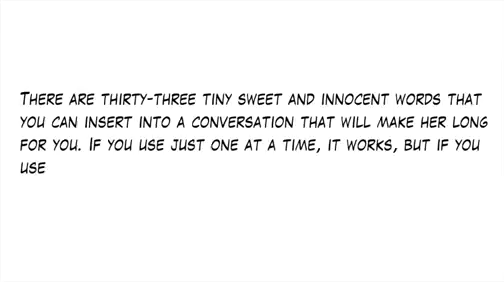 There are thirty-three tiny sweet and innocent words that
you can insert into a conversation that will make her long
for you. If you use just one at a time, it works, but if you
use